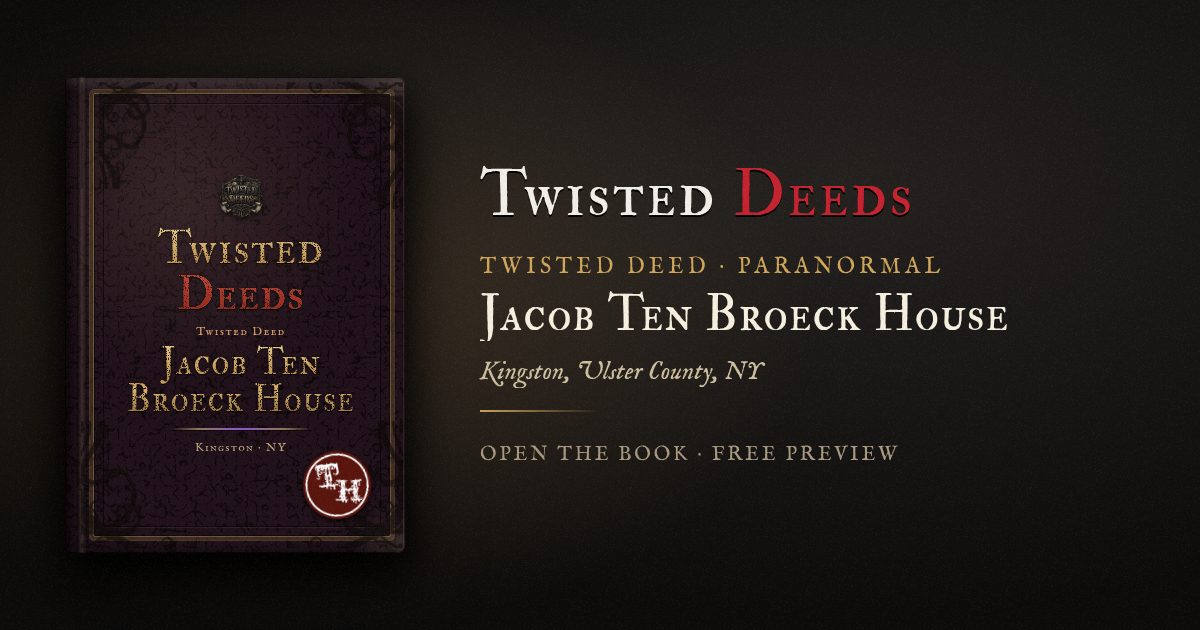 Twisted
Deeds
Twisted Deed
Jacob Ten
Broeck House
Kingston · NY
TH
Twisted Deeds
TWISTED DEED · PARANORMAL
Jacob Ten Broeck House
Kingston, Ulster County, NY
OPEN THE BOOK · FREE PREVIEW